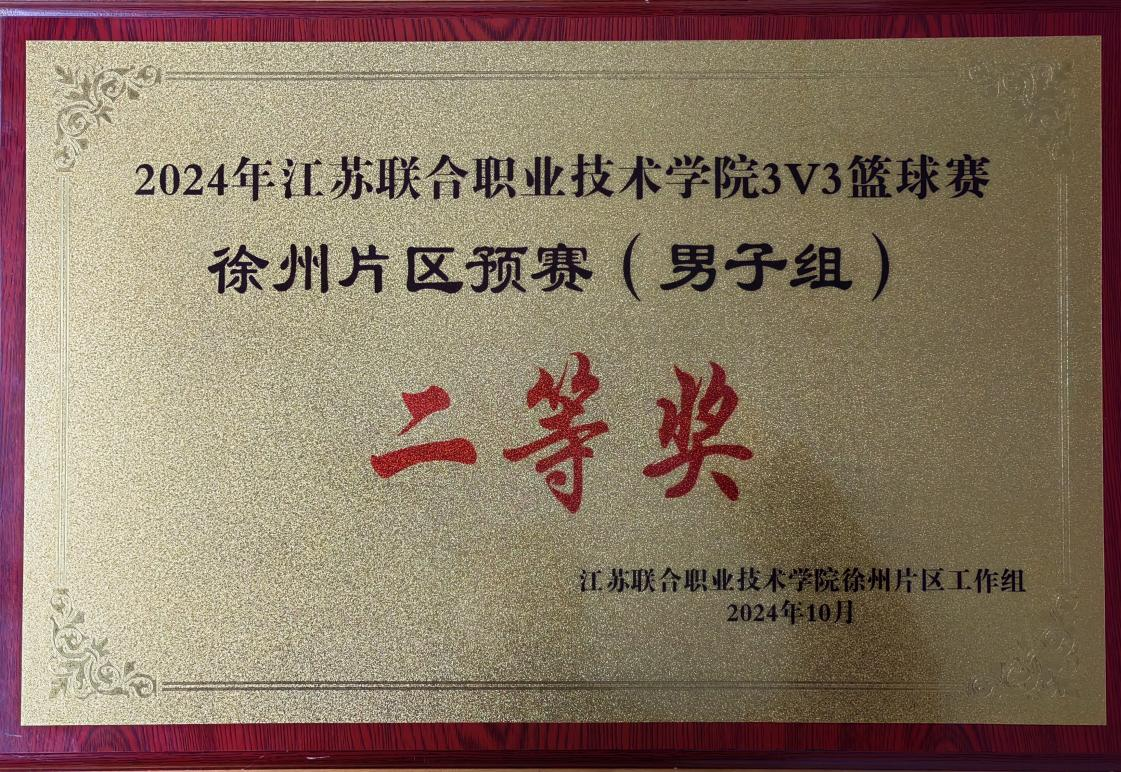 2024年江苏联合职业技术学院3V3篮球赛
徐州片区预赛（男子组）
二等奖
江苏联合职业技术学院徐州片区工作组
2024年10月